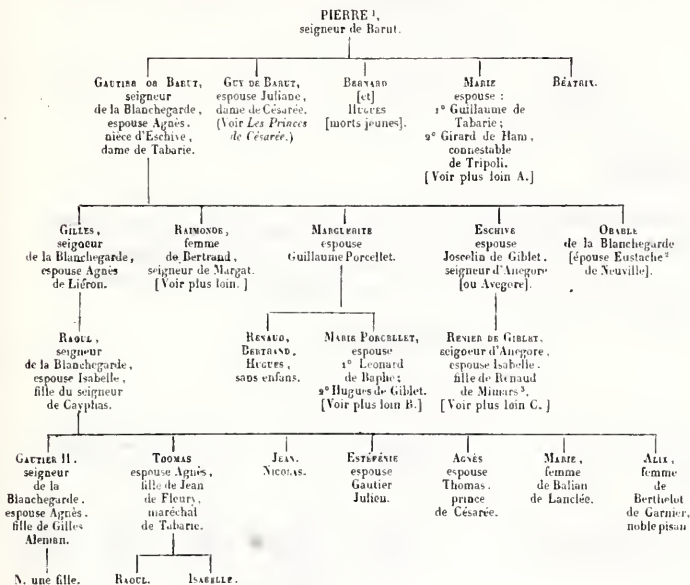 PIERRE ¹,
seigneur de Barut.
GAUTIER DE BARUT,
seigneur
de la Blanchegarde,
espouse Agnès.
nièce d'Eschive,
dame de Tabarie.
GUY DE BARUT,
espouse Juliane,
dame de Césarée.
(Voir Les Princes
de Césarée.)
BERNARD
[et]
HUGUES
[morts jeunes].
MARIE
espouse :
1° Guillaume de
Tabarie ;
2° Girard de Ham,
connestable
de Tripoli.
[Voir plus loin A.]
BÉATRIX.
GILLES,
seigneur
de la Blanchegarde,
espouse Agnès
de Liéron.
RAIMONDE,
femme
de Bertrand,
seigneur de Margat.
[Voir plus loin. ]
MARGUERITE
espouse
Guillaume Porcellet.
ESCHIVE
espouse
Joscelin de Giblet.
seigneur d'Anegore
[ou Avegore].
ORABLE
de la Blanchegarde
[épouse Eustache ²
de Neuville].
RAOUL,
seigneur
de la Blanchegarde,
espouse Isabelle,
fille du seigneur
de Cayphas.
RENAUD,
BERTRAND,
HUGUES,
sans enfans.
MARIE PORCELLET,
espouse
1° Leonard
de Baphe ;
2° Hugues de Giblet.
[Voir plus loin B.]
RENIER DE GIBLET,
seigneur d'Anegore,
espouse Isabelle.
fille de Renaud
de Mimars ³.
[Voir plus loin C. ]
GAUTIER II.
seigneur
de la
Blanchegarde.
espouse Agnès.
fille de Gilles
Aleman.
THOMAS
espouse Agnès,
fille de Jean
de Fleury,
maréchal
de Tabarie.
JEAN.
NICOLAS.
ESTÉFÉNIE
espouse
Gautier
Julien.
AGNÈS
espouse
Thomas.
prince
de Césarée.
MARIE,
femme
de Balian
de Lanclée.
ALIX,
femme
de
Berthelot
de Garnier,
noble pisan
N. une fille.
RAOUL.
ISABELLE.